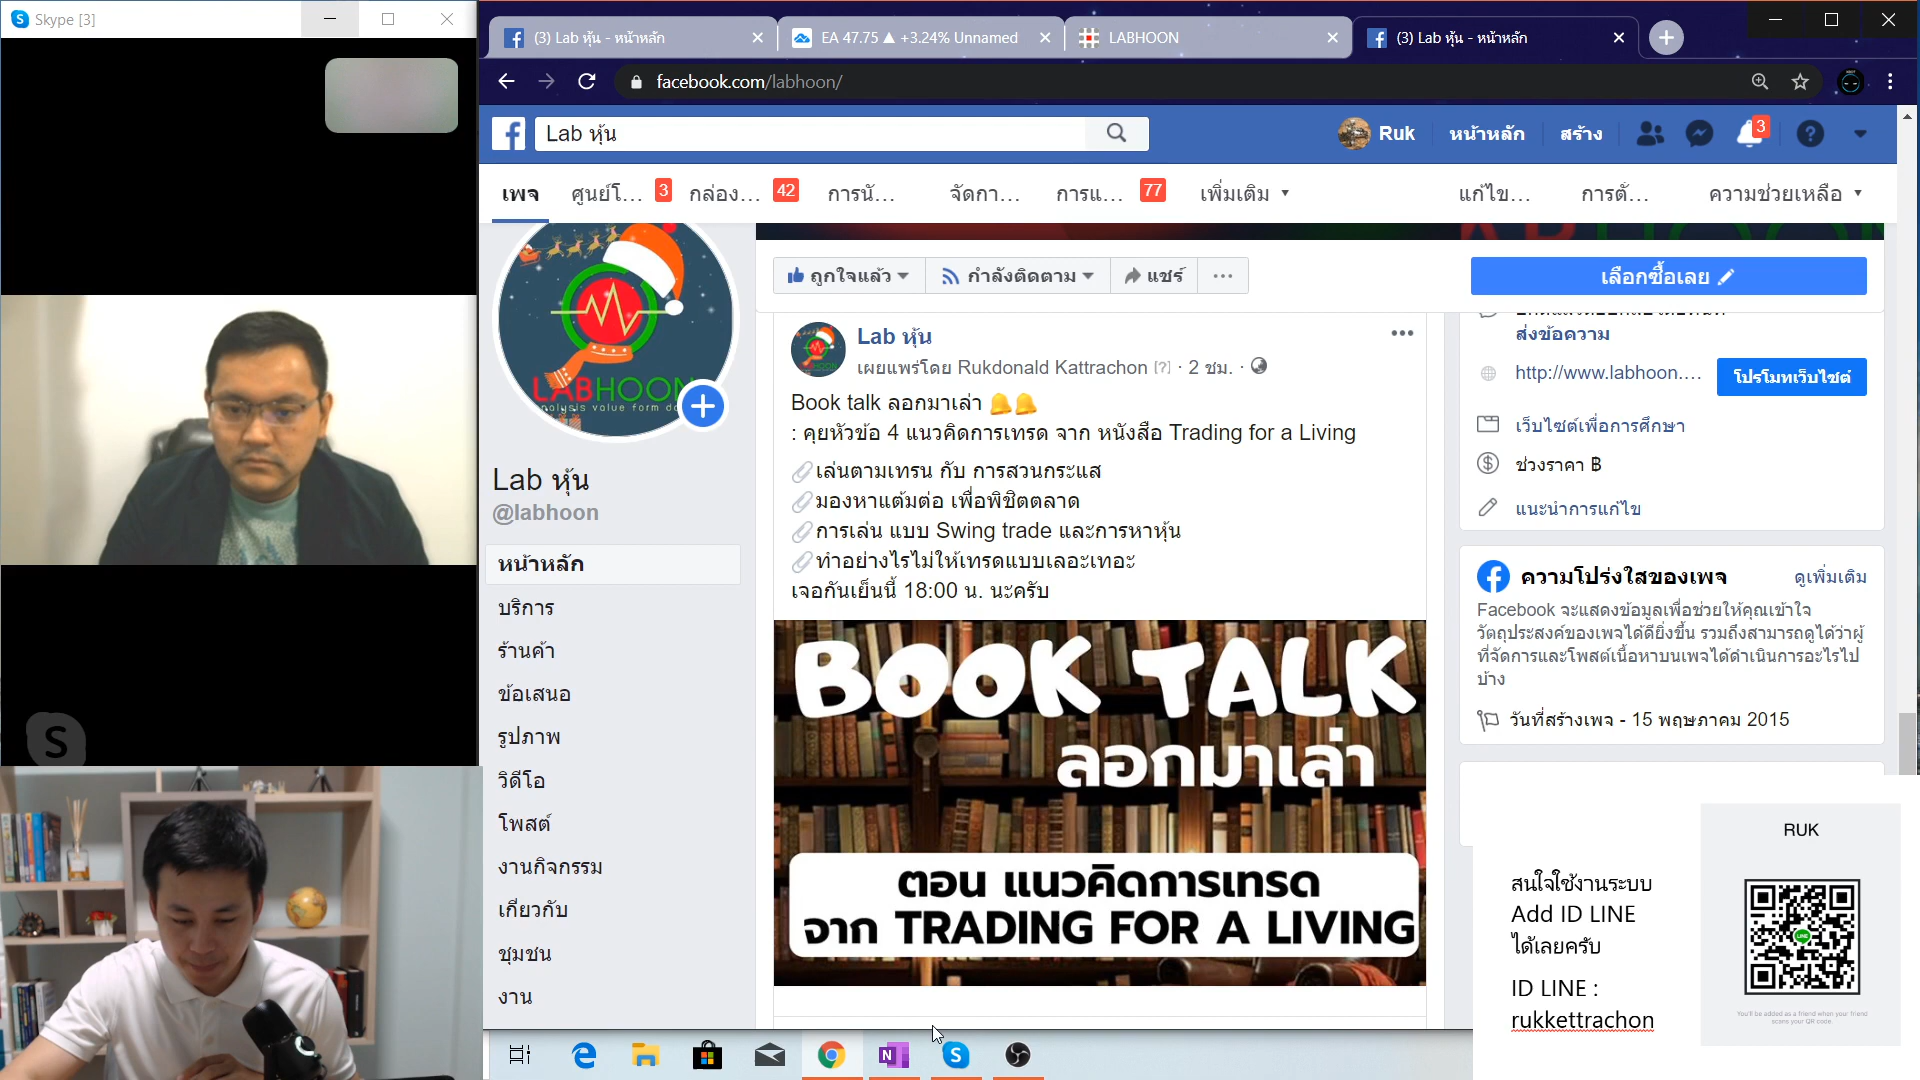 Skype [3]
(3) Lab หุ้น - หน้าหลัก
EA 47.75 ▲ +3.24% Unnamed
LABHOON
(3) Lab หุ้น - หน้าหลัก
facebook.com/labhoon/
Lab หุ้น
Ruk
หน้าหลัก
สร้าง
3
เพจ
ศูนย์โ... 3
กล่อง... 42
การนั...
จัดกา...
การแ... 77
เพิ่มเติม
แก้ไข...
การตั้...
ความช่วยเหลือ
LABHOON
Lab หุ้น
@labhoon
หน้าหลัก
บริการ
ร้านค้า
ข้อเสนอ
รูปภาพ
วิดีโอ
โพสต์
งานกิจกรรม
เกี่ยวกับ
ชุมชน
งาน
ถูกใจแล้ว
กำลังติดตาม
แชร์
เลือกซื้อเลย
Lab หุ้น
เผยแพร่โดย Rukdonald Kattrachon [?] · 2 ชม. ·
Book talk ลอกมาเล่า 🔔🔔
: คุยหัวข้อ 4 แนวคิดการเทรด จาก หนังสือ Trading for a Living
📎เล่นตามเทรน กับ การสวนกระแส
📎มองหาแต้มต่อ เพื่อพิชิตตลาด
📎การเล่น แบบ Swing trade และการหาหุ้น
📎ทำอย่างไรไม่ให้เทรดแบบเลอะเทอะ
เจอกันเย็นนี้ 18:00 น. นะครับ
BOOK TALK
ลอกมาเล่า
ตอน แนวคิดการเทรด
จาก TRADING FOR A LIVING
ส่งข้อความ
http://www.labhoon....
โปรโมทเว็บไซต์
เว็บไซต์เพื่อการศึกษา
ช่วงราคา ฿
แนะนำการแก้ไข
ความโปร่งใสของเพจ
ดูเพิ่มเติม
Facebook จะแสดงข้อมูลเพื่อช่วยให้คุณเข้าใจ
วัตถุประสงค์ของเพจได้ดียิ่งขึ้น รวมถึงสามารถดูได้ว่าผู้
ที่จัดการและโพสต์เนื้อหาบนเพจได้ดำเนินการอะไรไป
บ้าง
วันที่สร้างเพจ - 15 พฤษภาคม 2015
RUK
สนใจใช้งานระบบ
Add ID LINE
ได้เลยครับ
ID LINE :
rukkettrachon
LINE
You'll be added as a friend when your friend
scans your QR code.